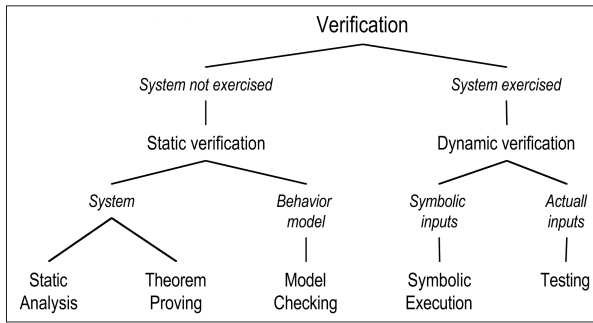 Verification
System not exercised
System exercised
Static verification
Dynamic verification
System
Behavior
model
Symbolic
inputs
Actuall
inputs
Static
Analysis
Theorem
Proving
Model
Checking
Symbolic
Execution
Testing